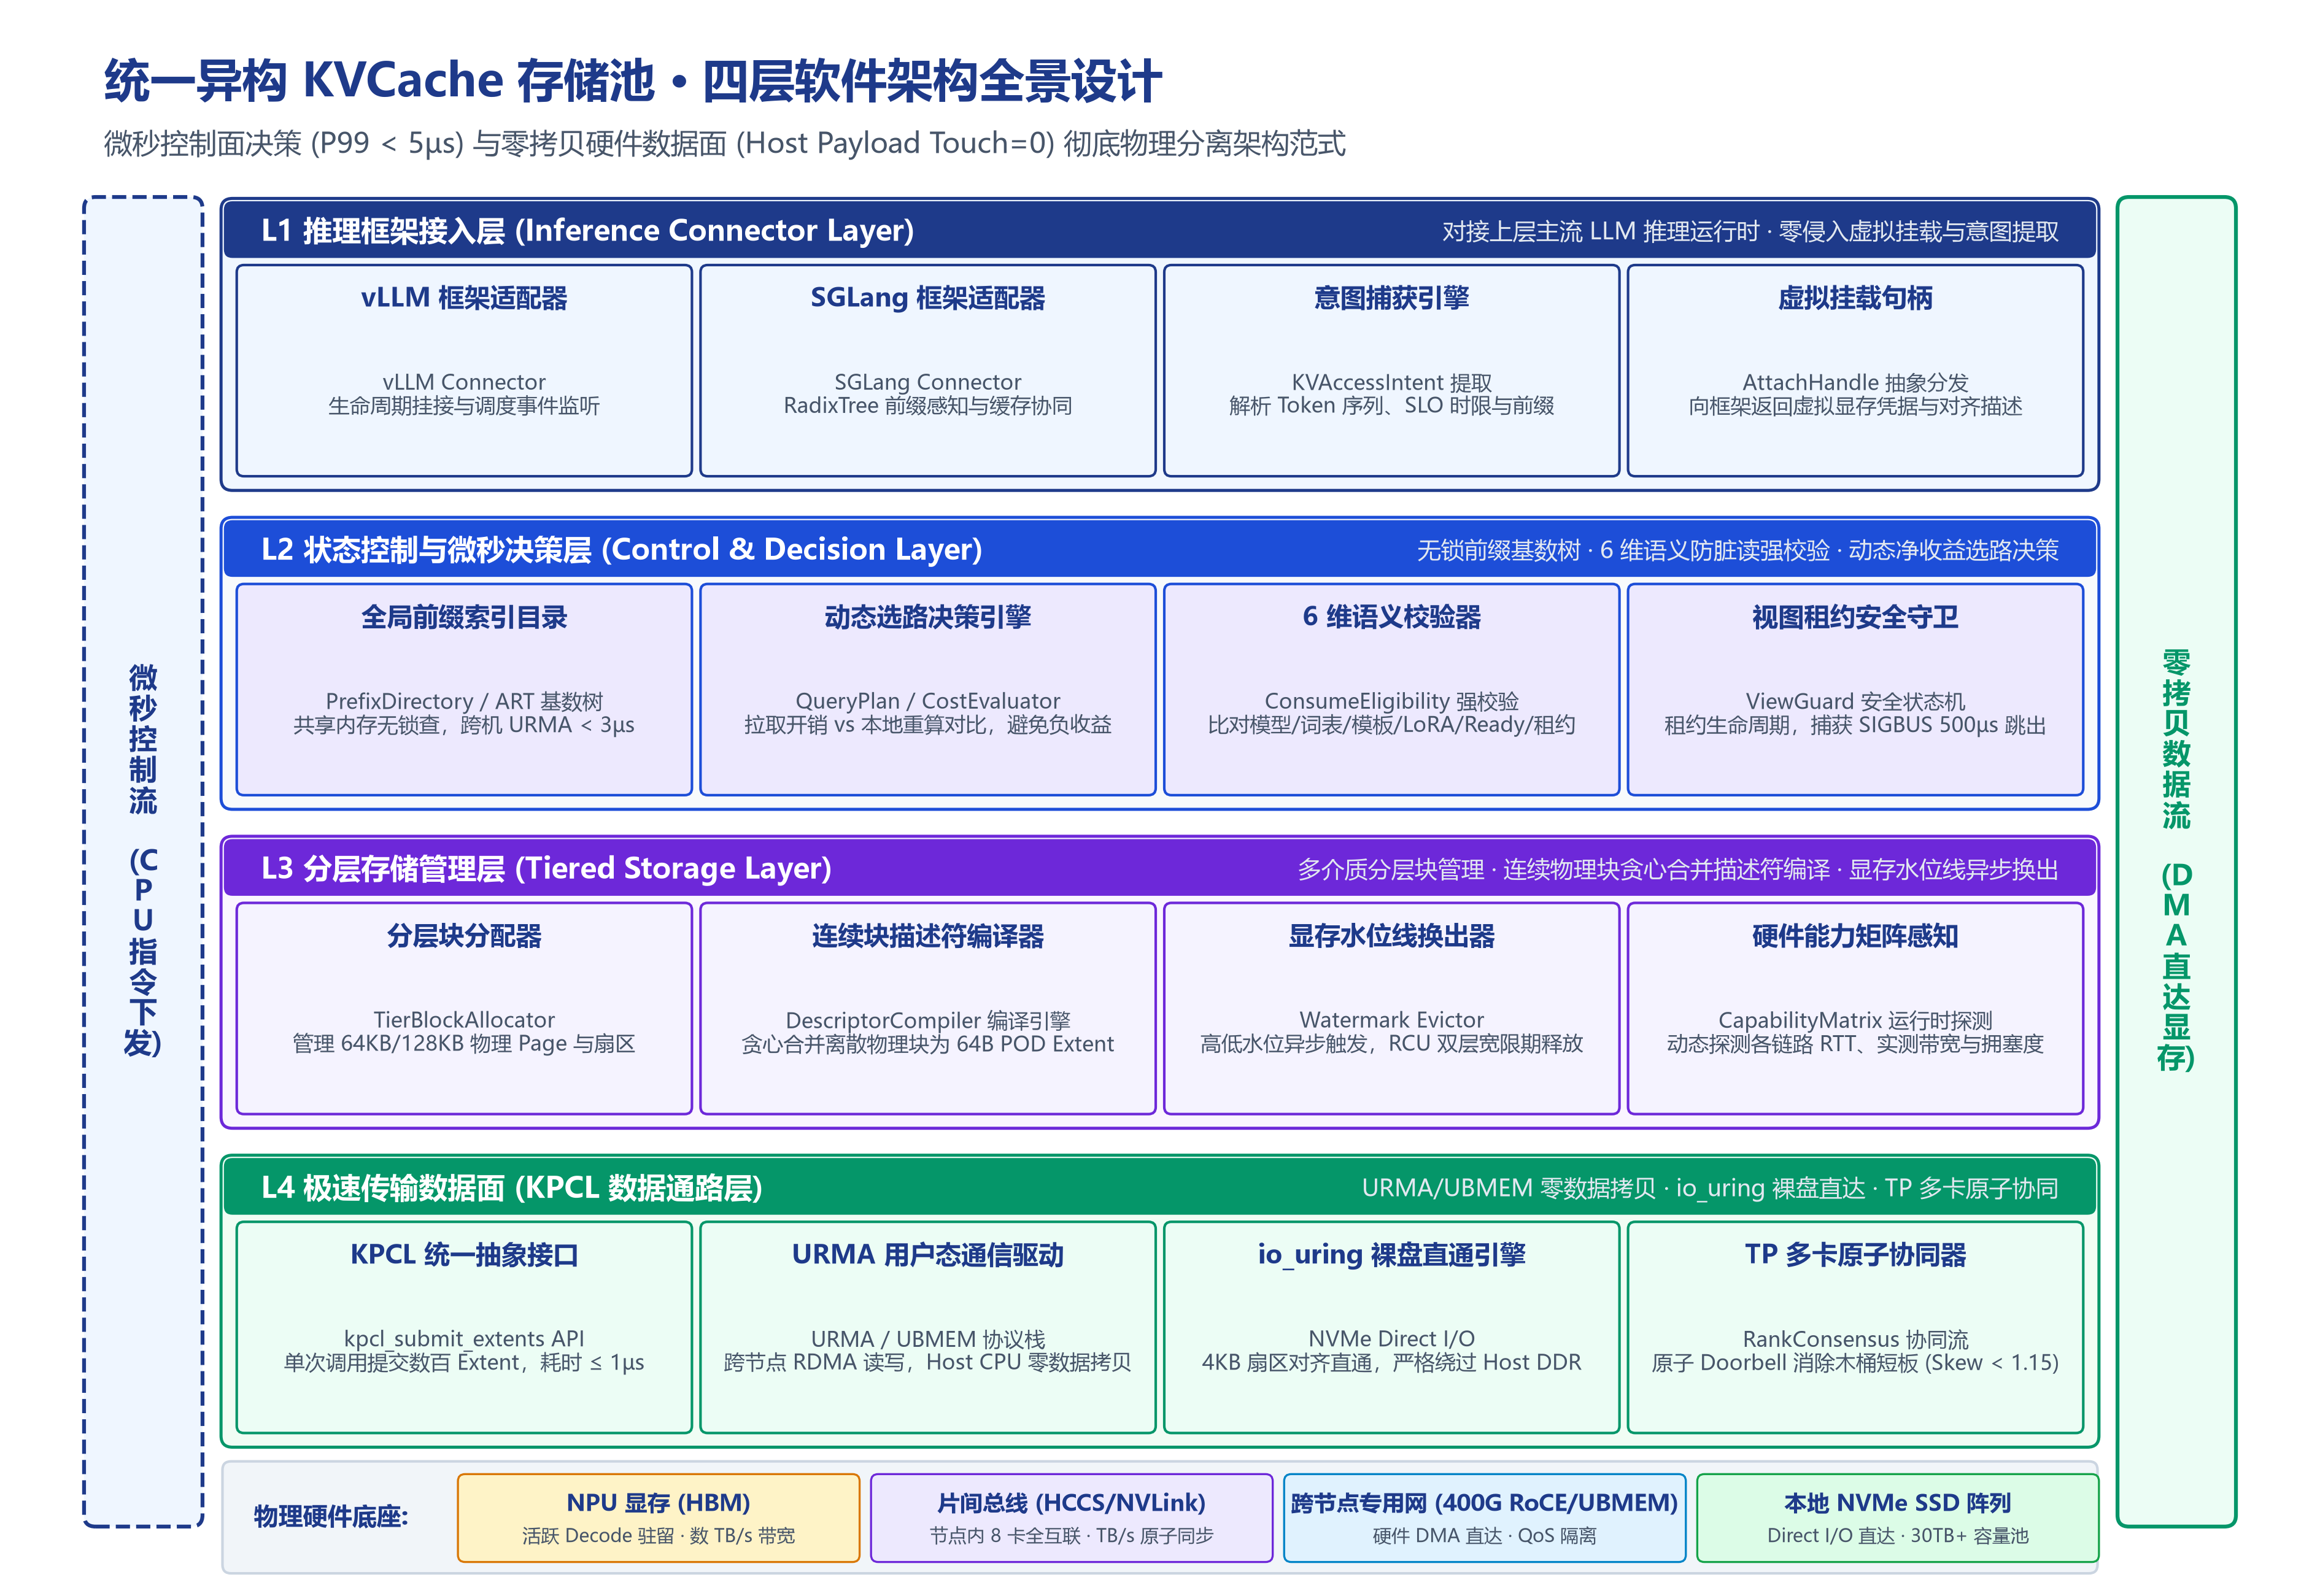 统一异构 KVCache 存储池 • 四层软件架构全景设计
微秒控制面决策 (P99 < 5μs) 与零拷贝硬件数据面 (Host Payload Touch=0) 彻底物理分离架构范式
微秒控制流 (CPU指令下发)
L1 推理框架接入层 (Inference Connector Layer)
对接上层主流 LLM 推理运行时 · 零侵入虚拟挂载与意图提取
vLLM 框架适配器
vLLM Connector
生命周期挂接与调度事件监听
SGLang 框架适配器
SGLang Connector
RadixTree 前缀感知与缓存协同
意图捕获引擎
KVAccessIntent 提取
解析 Token 序列、SLO 时限与前缀
虚拟挂载句柄
AttachHandle 抽象分发
向框架返回虚拟显存凭据与对齐描述
L2 状态控制与微秒决策层 (Control & Decision Layer)
无锁前缀基数树 · 6 维语义防脏读强校验 · 动态净收益选路决策
全局前缀索引目录
PrefixDirectory / ART 基数树
共享内存无锁查，跨机 URMA < 3μs
动态选路决策引擎
QueryPlan / CostEvaluator
拉取开销 vs 本地重算对比，避免负收益
6 维语义校验器
ConsumeEligibility 强校验
比对模型/词表/模板/LoRA/Ready/租约
视图租约安全守卫
ViewGuard 安全状态机
租约生命周期，捕获 SIGBUS 500μs 跳出
L3 分层存储管理层 (Tiered Storage Layer)
多介质分层块管理 · 连续物理块贪心合并描述符编译 · 显存水位线异步换出
分层块分配器
TierBlockAllocator
管理 64KB/128KB 物理 Page 与扇区
连续块描述符编译器
DescriptorCompiler 编译引擎
贪心合并离散物理块为 64B POD Extent
显存水位线换出器
Watermark Evictor
高低水位异步触发，RCU 双层宽限期释放
硬件能力矩阵感知
CapabilityMatrix 运行时探测
动态探测各链路 RTT、实测带宽与拥塞度
L4 极速传输数据面 (KPCL 数据通路层)
URMA/UBMEM 零数据拷贝 · io_uring 裸盘直达 · TP 多卡原子协同
KPCL 统一抽象接口
kpcl_submit_extents API
单次调用提交数百 Extent，耗时 ≤ 1μs
URMA 用户态通信驱动
URMA / UBMEM 协议栈
跨节点 RDMA 读写，Host CPU 零数据拷贝
io_uring 裸盘直通引擎
NVMe Direct I/O
4KB 扇区对齐直通，严格绕过 Host DDR
TP 多卡原子协同器
RankConsensus 协同流
原子 Doorbell 消除木桶短板 (Skew < 1.15)
零拷贝数据流 (DMA直达显存)
物理硬件底座:
NPU 显存 (HBM)
活跃 Decode 驻留 · 数 TB/s 带宽
片间总线 (HCCS/NVLink)
节点内 8 卡全互联 · TB/s 原子同步
跨节点专用网 (400G RoCE/UBMEM)
硬件 DMA 直达 · QoS 隔离
本地 NVMe SSD 阵列
Direct I/O 直达 · 30TB+ 容量池